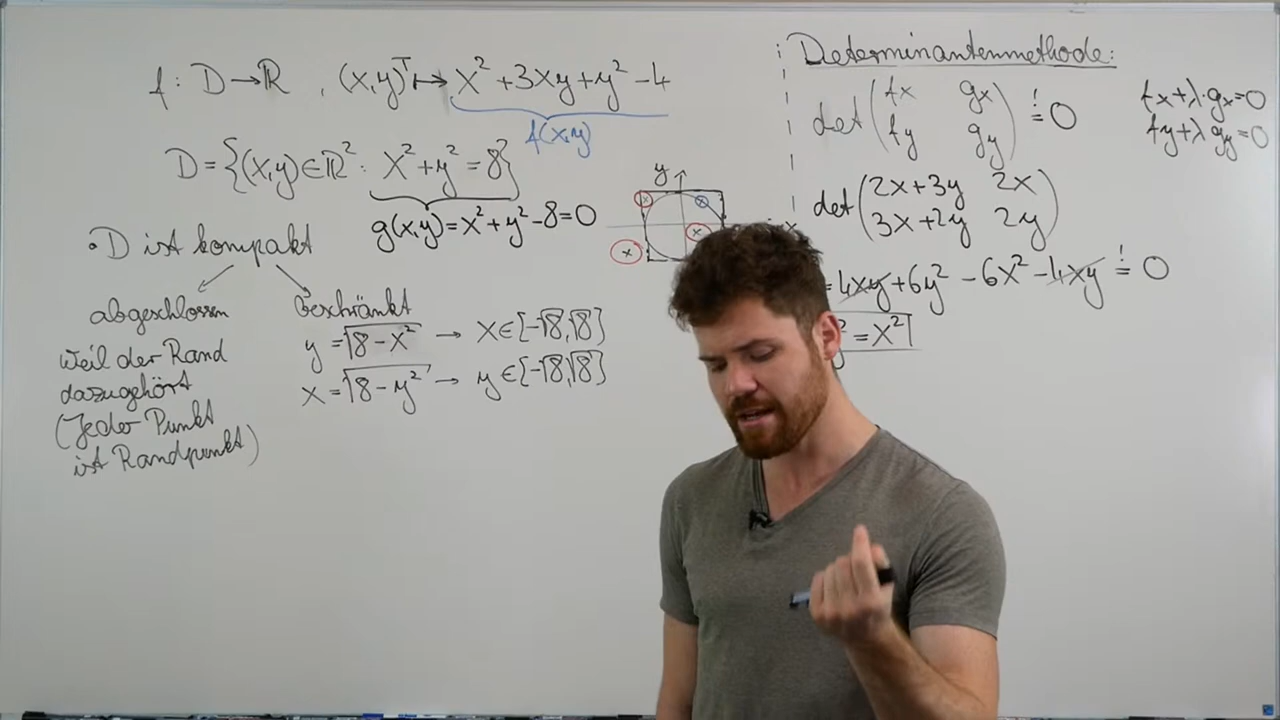 f: D→ℝ , (x,y)ᵀ ↦ x² + 3xy + y² - 4
f(x,y)
D = {(x,y) ∈ ℝ² : x² + y² = 8}
g(x,y) = x² + y² - 8 = 0
• D ist kompakt
abgeschlossen
weil der Rand
dazugehört
(Jeder Punkt
ist Randpunkt)
beschränkt
y = √8 - x² → x ∈ [-√8, √8]
x = √8 - y² → y ∈ [-√8, √8]
y
x
Determinantenmethode:
det ( fx gx
fy gy ) =! 0
fx + λ · gx = 0
fy + λ gy = 0
det ( 2x + 3y 2x
3x + 2y 2y )
= 4xy + 6y² - 6x² - 4xy =! 0
² = x²